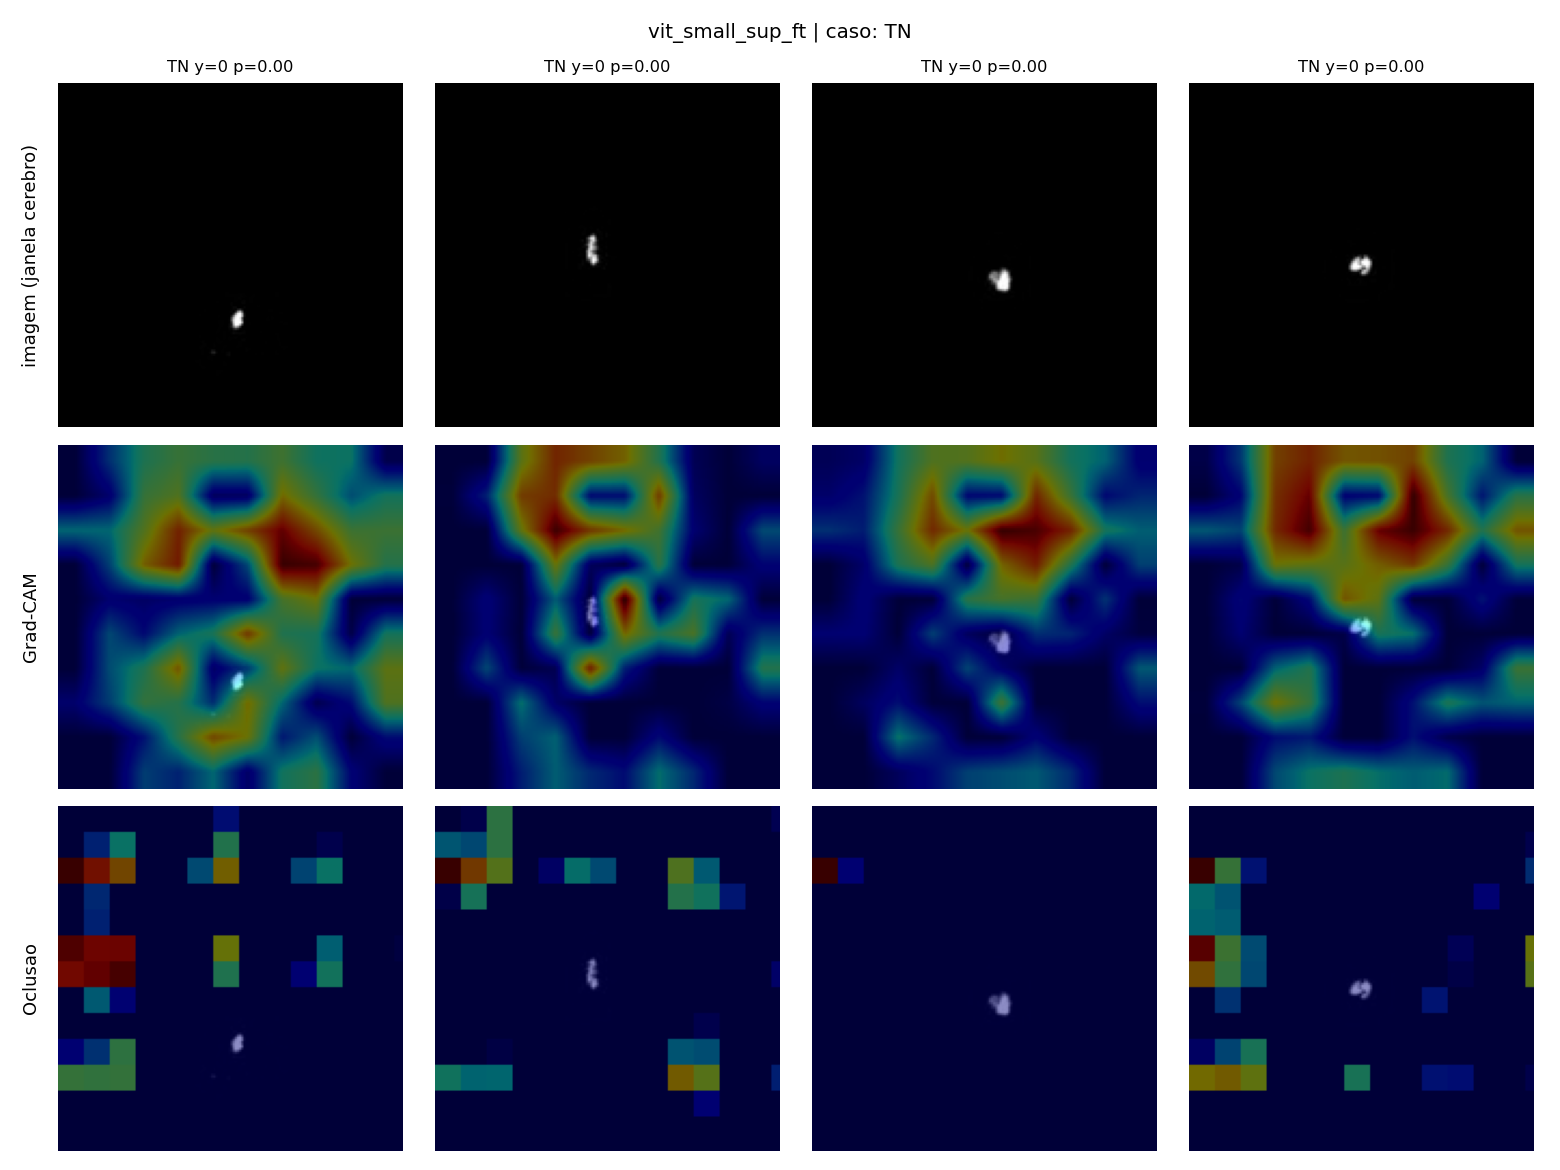 vit_small_sup_ft | caso: TN
TN y=0 p=0.00
TN y=0 p=0.00
TN y=0 p=0.00
TN y=0 p=0.00
imagem (janela cerebro)
Grad-CAM
Oclusao